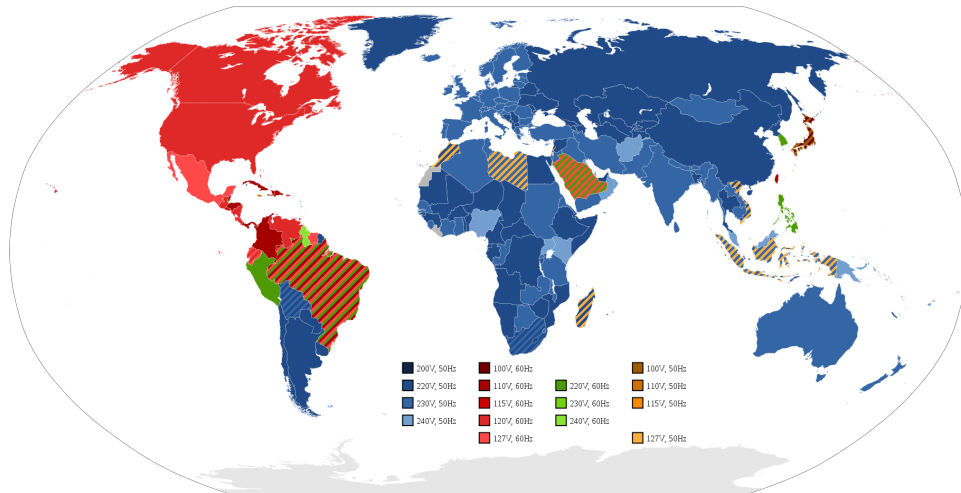 200V, 50Hz 100V, 60Hz 100V, 50Hz
220V, 50Hz 110V, 60Hz 220V, 60Hz 110V, 50Hz
230V, 50Hz 115V, 60Hz 230V, 60Hz 115V, 50Hz
240V, 50Hz 120V, 60Hz 240V, 60Hz
127V, 60Hz 127V, 50Hz